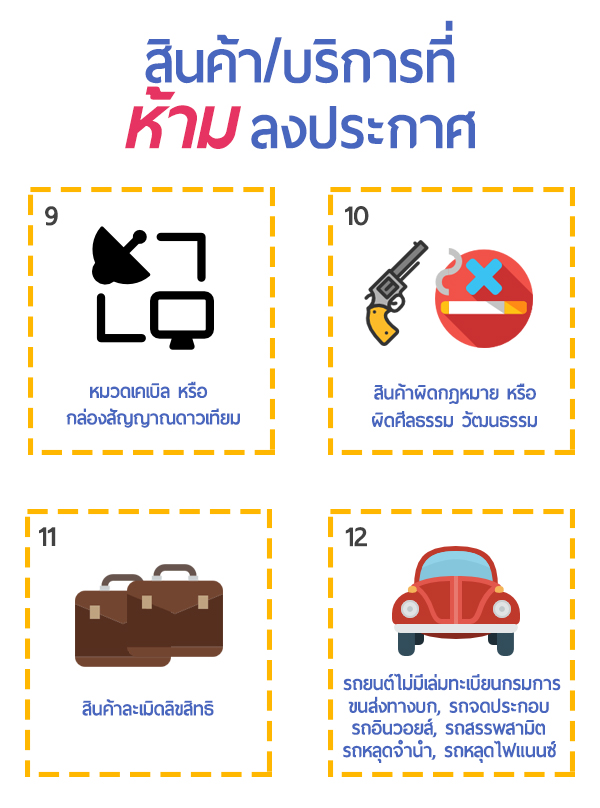 สินค้า/บริการที่
ห้าม ลงประกาศ
9
หมวดเคเบิล หรือ
กล่องสัญญาณดาวเทียม
10
สินค้าผิดกฎหมาย หรือ
ผิดศีลธรรม วัฒนธรรม
11
สินค้าละเมิดลิขสิทธิ
12
รถยนต์ไม่มีเล่มทะเบียนกรมการ
ขนส่งทางบก, รถจดประกอบ
รถอินวอยส์, รถสรรพสามิต
รถหลุดจำนำ, รถหลุดไฟแนนซ์